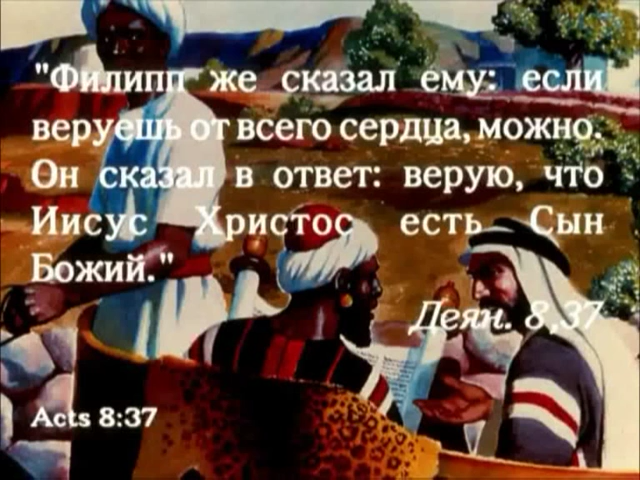 "Филипп же сказал ему: если
веруешь от всего сердца, можно.
Он сказал в ответ: верую, что
Иисус Христос есть Сын
Божий."
Деян. 8,37
Acts 8:37